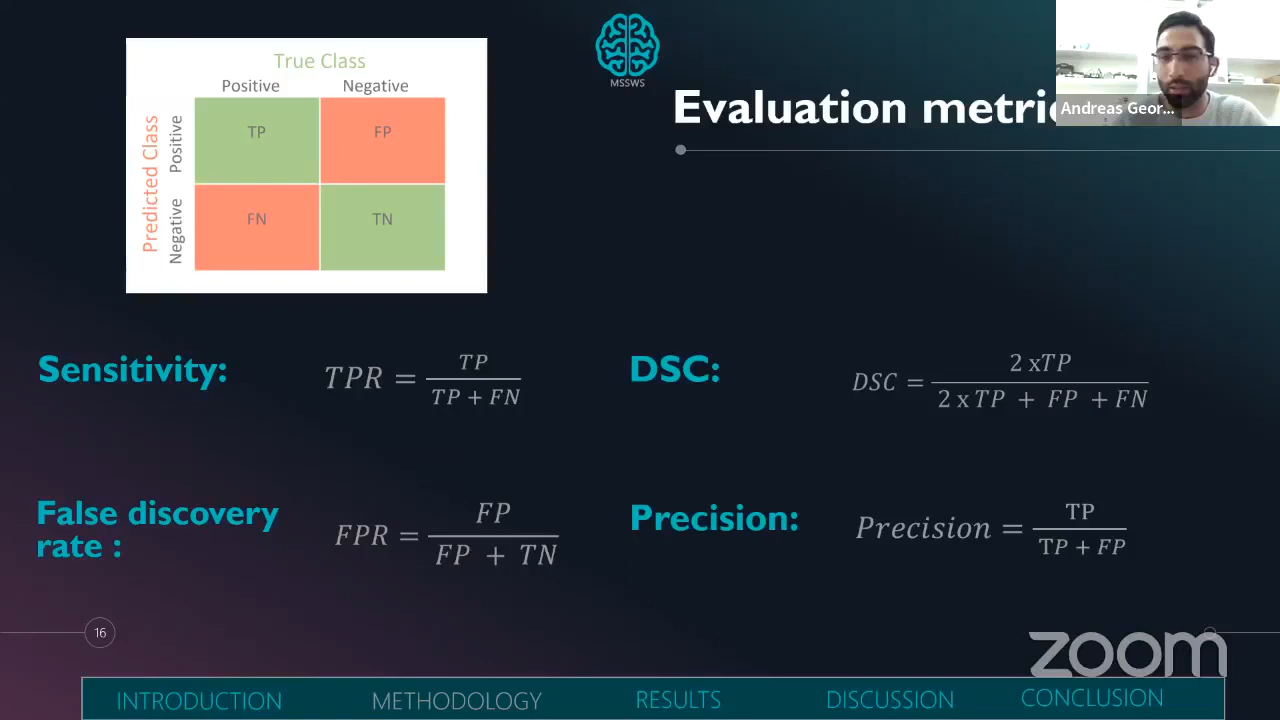 True Class
Positive Negative
Predicted Class
Positive
Negative
TP FP
FN TN
MSSWS
Evaluation metri
Andreas Geor...
Sensitivity:
TPR = TP / (TP + FN)
DSC:
DSC = 2 xTP / (2 x TP + FP + FN)
False discovery
rate :
FPR = FP / (FP + TN)
Precision:
Precision = TP / (TP + FP)
16
zoom
INTRODUCTION METHODOLOGY RESULTS DISCUSSION CONCLUSION